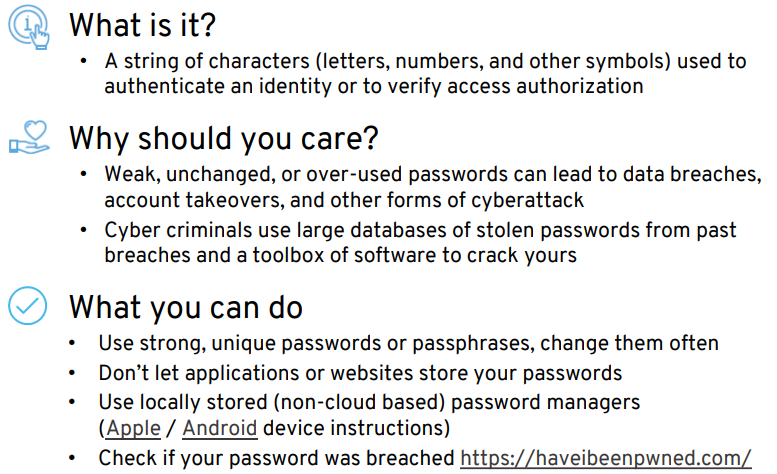 What is it?
• A string of characters (letters, numbers, and other symbols) used to
authenticate an identity or to verify access authorization
Why should you care?
• Weak, unchanged, or over-used passwords can lead to data breaches,
account takeovers, and other forms of cyberattack
• Cyber criminals use large databases of stolen passwords from past
breaches and a toolbox of software to crack yours
What you can do
• Use strong, unique passwords or passphrases, change them often
• Don’t let applications or websites store your passwords
• Use locally stored (non-cloud based) password managers
(Apple / Android device instructions)
• Check if your password was breached https://haveibeenpwned.com/